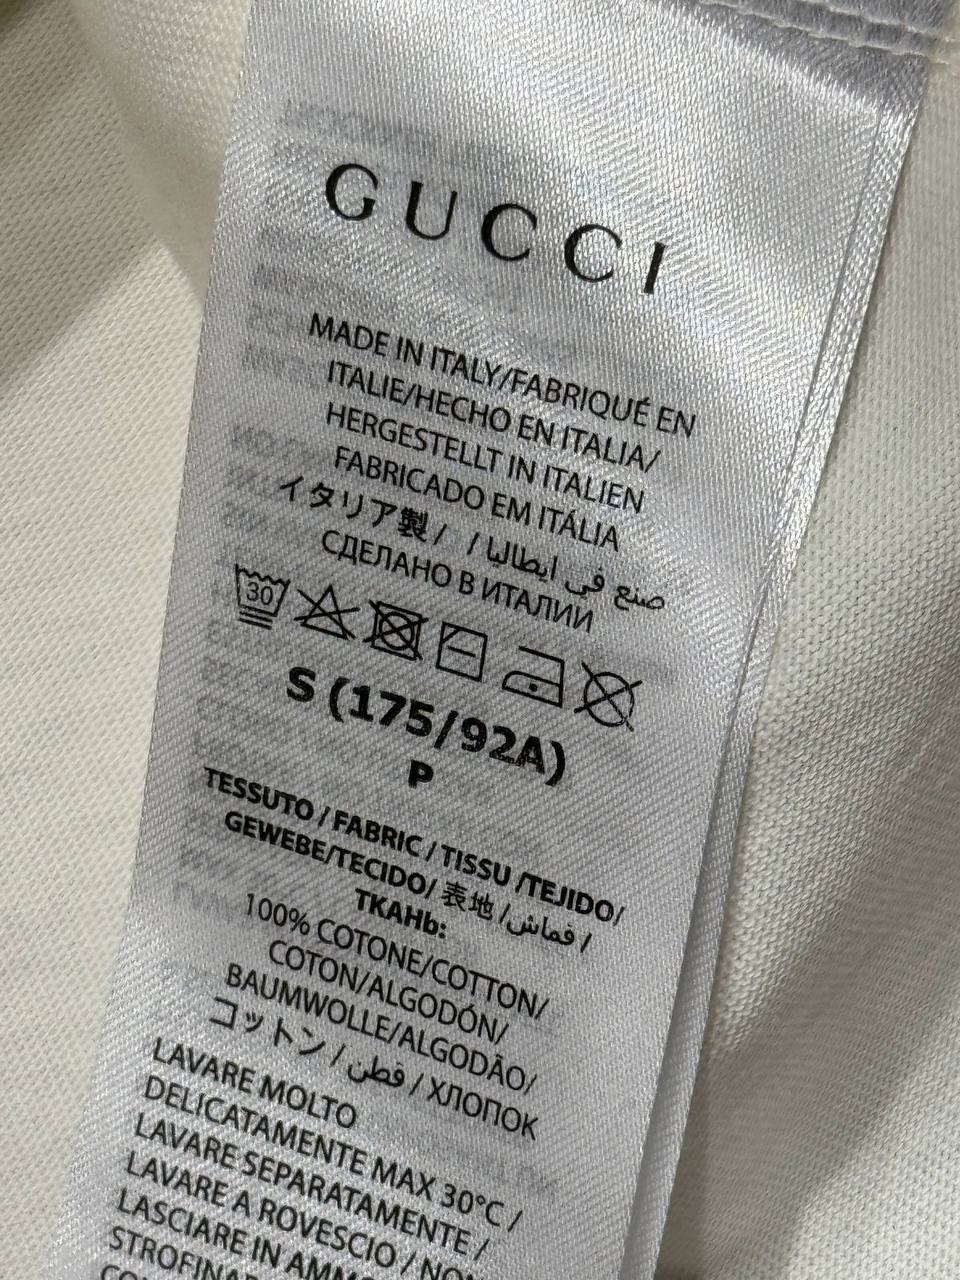 GUCCI
MADE IN ITALY/FABRIQUÉ EN
ITALIE/HECHO EN ITALIA/
HERGESTELLT IN ITALIEN
FABRICADO EM ITÁLIA
イタリア製 / / صنع في ايطاليا
СДЕЛАНО В ИТАЛИИ
30
S (175/92A)
P
TESSUTO / FABRIC / TISSU /TEJIDO/
GEWEBE/TECIDO/ 表地 /قماش /
ТКАНЬ:
100% COTONE/COTTON/
COTON/ALGODÓN/
BAUMWOLLE/ALGODÃO/
コットン / قطن / ХЛОПОК
LAVARE MOLTO
DELICATAMENTE MAX 30°C /
LAVARE SEPARATAMENTE /
LAVARE A ROVESCIO / NON
LASCIARE IN